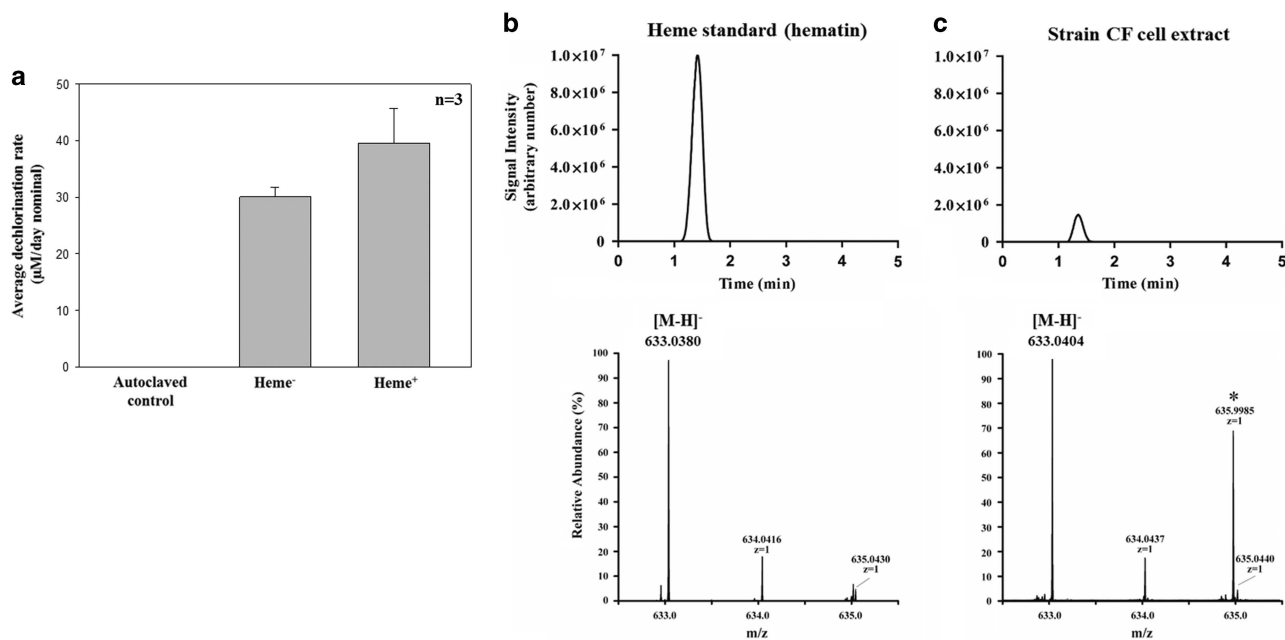 a
Average dechlorination rate
(µM/day nominal)
50
40
30
20
10
0
n=3
Autoclaved
control
Heme-
Heme+
b
Heme standard (hematin)
Signal Intensity
(arbitrary number)
1.0×10⁷
8.0×10⁶
6.0×10⁶
4.0×10⁶
2.0×10⁶
0
0 1 2 3 4 5
Time (min)
[M-H]-
633.0380
Relative Abundance (%)
100
90
80
70
60
50
40
30
20
10
0
634.0416
z=1
635.0430
z=1
633.0 634.0 635.0
m/z
c
Strain CF cell extract
1.0×10⁷
8.0×10⁶
6.0×10⁶
4.0×10⁶
2.0×10⁶
0
0 1 2 3 4 5
Time (min)
[M-H]-
633.0404
100
90
80
70
60
50
40
30
20
10
0
634.0437
z=1
*
635.9985
z=1
635.0440
z=1
633.0 634.0 635.0
m/z